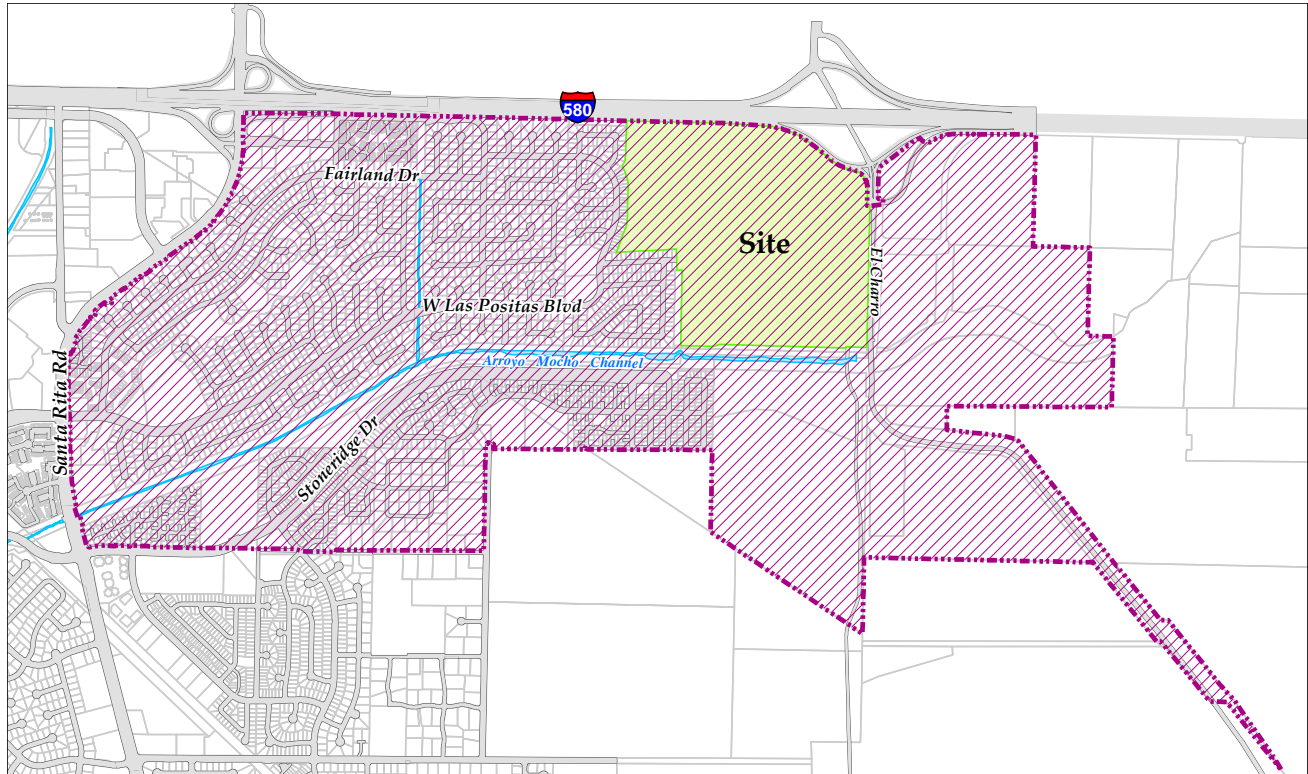 580
Fairland Dr
Site
El Charro
W Las Positas Blvd
Arroyo Mocho Channel
Santa Rita Rd
Stoneridge Dr